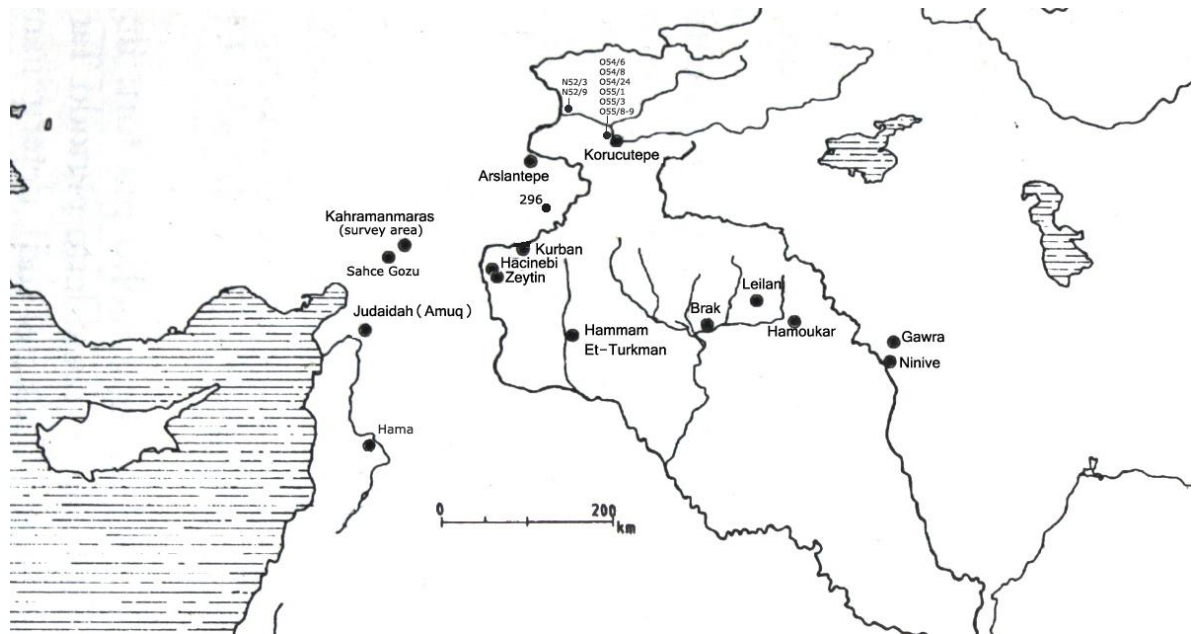 O54/6
O54/8
O54/24
O55/1
O55/3
O55/8-9
N52/3
N52/9
Korucutepe
Arslantepe
296
Kahramanmaras
(survey area)
Sahce Gozu
Kurban
Hacinebi
Zeytin
Judaidah (Amuq)
Hammam
Et-Turkman
Brak
Leilan
Hamoukar
Gawra
Ninive
Hama
0 200
km